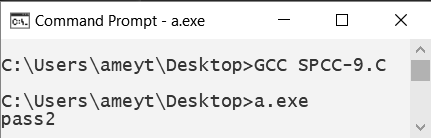 Command Prompt - a.exe
C:\Users\ameyt\Desktop>GCC SPCC-9.C
C:\Users\ameyt\Desktop>a.exe
pass2